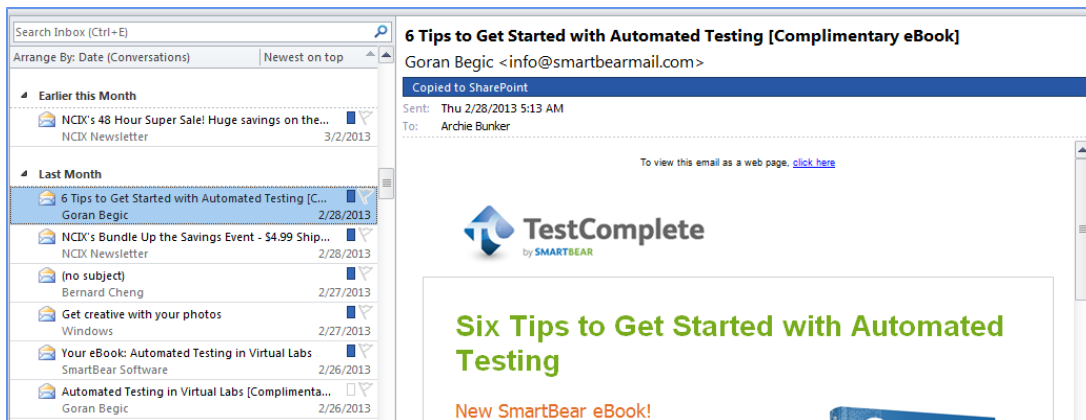 Search Inbox (Ctrl+E)
Arrange By: Date (Conversations) Newest on top
Earlier this Month
NCIX's 48 Hour Super Sale! Huge savings on the...
NCIX Newsletter 3/2/2013
Last Month
6 Tips to Get Started with Automated Testing [C...
Goran Begic 2/28/2013
NCIX's Bundle Up the Savings Event - $4.99 Ship...
NCIX Newsletter 2/28/2013
(no subject)
Bernard Cheng 2/27/2013
Get creative with your photos
Windows 2/27/2013
Your eBook: Automated Testing in Virtual Labs
SmartBear Software 2/26/2013
Automated Testing in Virtual Labs [Complimenta...
Goran Begic 2/26/2013
6 Tips to Get Started with Automated Testing [Complimentary eBook]
Goran Begic <info@smartbearmail.com>
Copied to SharePoint
Sent: Thu 2/28/2013 5:13 AM
To: Archie Bunker
To view this email as a web page, click here
TestComplete
by SMARTBEAR
Six Tips to Get Started with Automated
Testing
New SmartBear eBook!